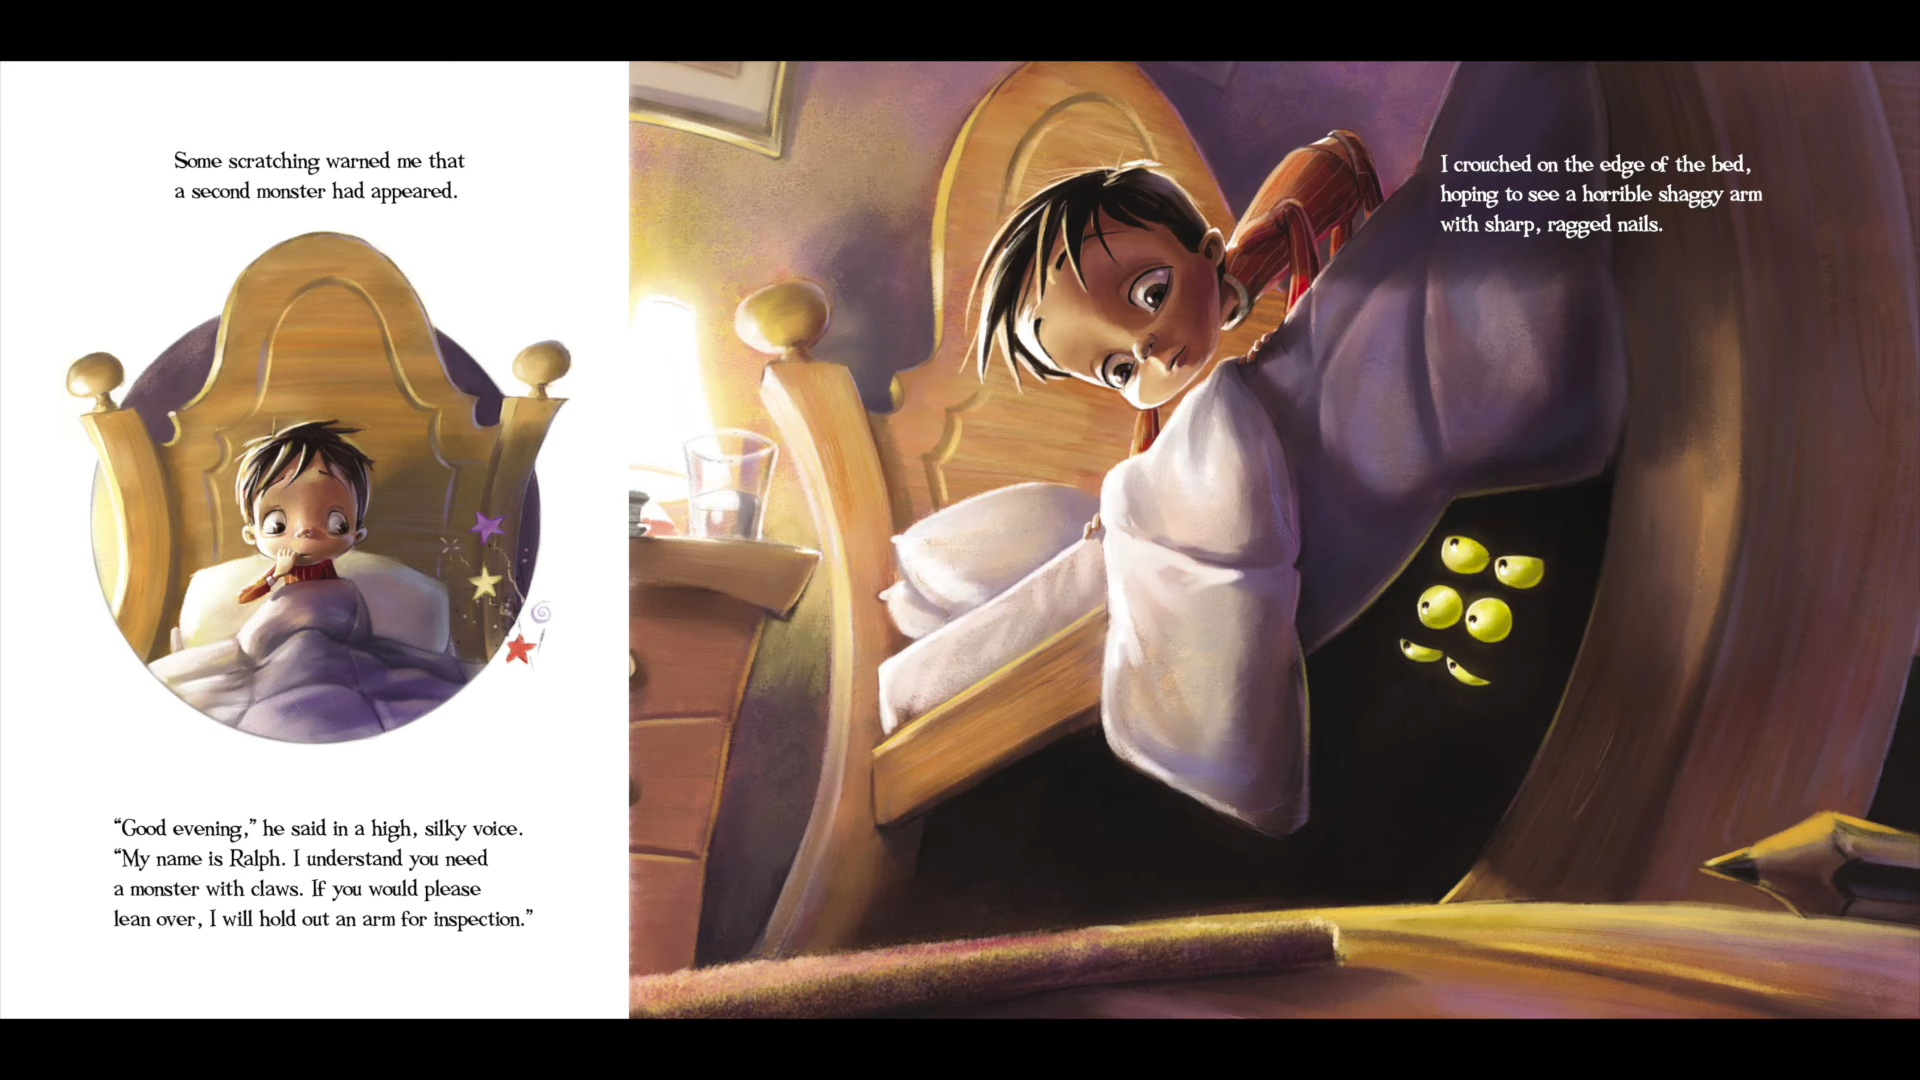 Some scratching warned me that
a second monster had appeared.
“Good evening,” he said in a high, silky voice.
“My name is Ralph. I understand you need
a monster with claws. If you would please
lean over, I will hold out an arm for inspection.”
I crouched on the edge of the bed,
hoping to see a horrible shaggy arm
with sharp, ragged nails.